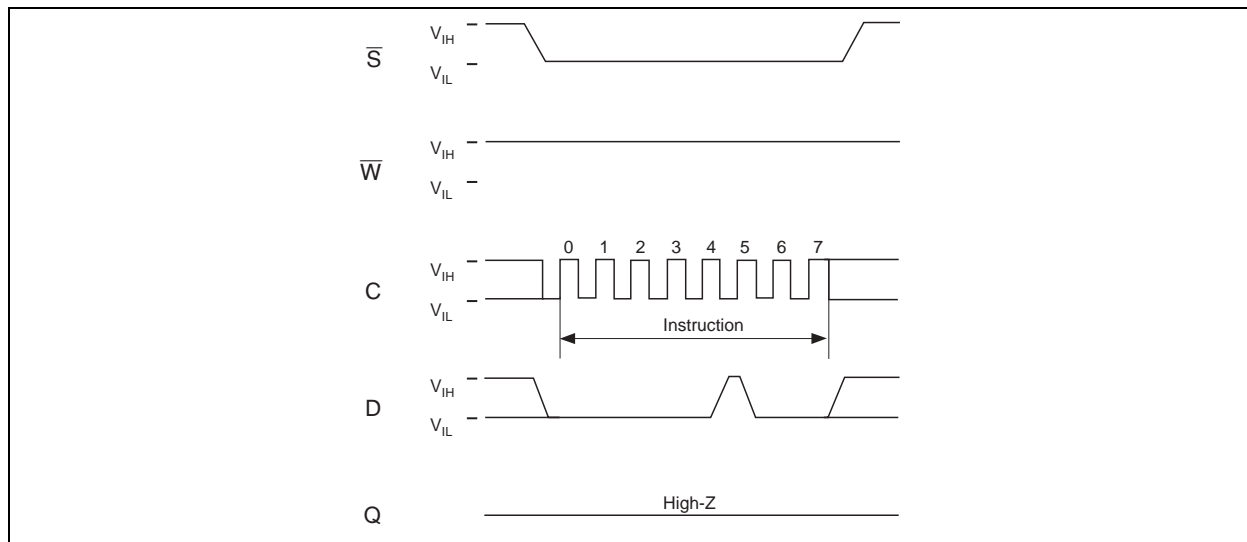 V_IH
S̅
V_IL
V_IH
W̅
V_IL
0 1 2 3 4 5 6 7
V_IH
C
V_IL
Instruction
V_IH
D
V_IL
High-Z
Q